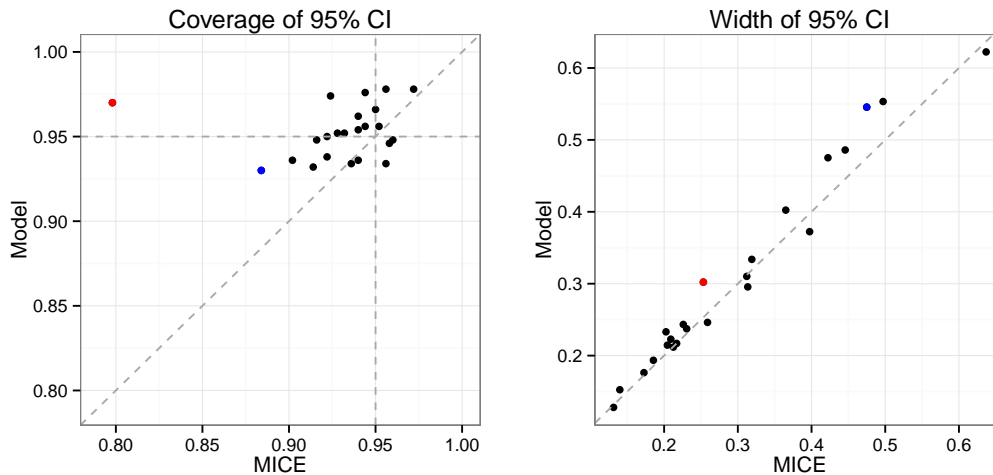 Coverage of 95% CI
1.00
0.95
0.90
0.85
0.80
Model
0.80 0.85 0.90 0.95 1.00
MICE
Width of 95% CI
0.6
0.5
0.4
0.3
0.2
Model
0.2 0.3 0.4 0.5 0.6
MICE